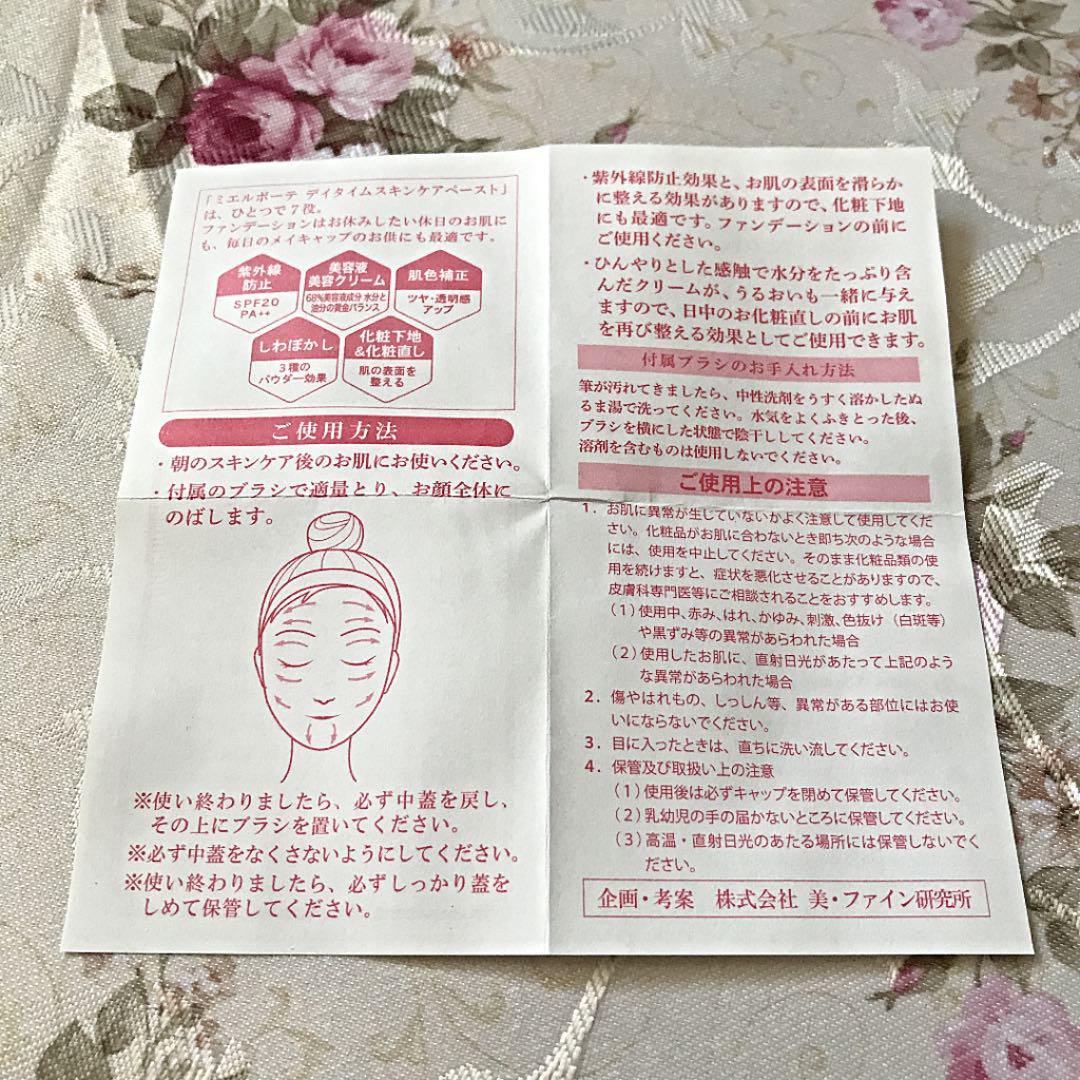 「ミエルボーテ デイタイムスキンケアペースト」
は、ひとつで7役。
ファンデーションはお休みしたい休日のお肌に
も、毎日のメイキャップのお供にも最適です。
紫外線
防止
SPF20
PA++
美容液
美容クリーム
68%美容液成分 水分と
油分の黄金バランス
肌色補正
ツヤ・透明感
アップ
しわぼかし
3種の
パウダー効果
化粧下地
&化粧直し
肌の表面を
整える
ご使用方法
・朝のスキンケア後のお肌にお使いください。
・付属のブラシで適量とり、お顔全体に
のばします。
※使い終わりましたら、必ず中蓋を戻し、
その上にブラシを置いてください。
※必ず中蓋をなくさないようにしてください。
※使い終わりましたら、必ずしっかり蓋を
しめて保管してください。
・紫外線防止効果と、お肌の表面を滑らか
に整える効果がありますので、化粧下地
にも最適です。ファンデーションの前に
ご使用ください。
・ひんやりとした感触で水分をたっぷり含
んだクリームが、うるおいも一緒に与え
ますので、日中のお化粧直しの前にお肌
を再び整える効果としてご使用できます。
付属ブラシのお手入れ方法
筆が汚れてきましたら、中性洗剤をうすく溶かしたぬ
るま湯で洗ってください。水気をよくふきとった後、
ブラシを横にした状態で陰干ししてください。
溶剤を含むものは使用しないでください。
ご使用上の注意
1. お肌に異常が生じていないかよく注意して使用してくだ
さい。化粧品がお肌に合わないとき即ち次のような場合
には、使用を中止してください。そのまま化粧品類の使
用を続けますと、症状を悪化させることがありますので、
皮膚科専門医等にご相談されることをおすすめします。
(1)使用中、赤み、はれ、かゆみ、刺激、色抜け(白斑等)
や黒ずみ等の異常があらわれた場合
(2)使用したお肌に、直射日光があたって上記のよう
な異常があらわれた場合
2. 傷やはれもの、しっしん等、異常がある部位にはお使
いにならないでください。
3. 目に入ったときは、直ちに洗い流してください。
4. 保管及び取扱い上の注意
(1)使用後は必ずキャップを閉めて保管してください。
(2)乳幼児の手の届かないところに保管してください。
(3)高温・直射日光のあたる場所には保管しないでく
ださい。
企画・考案 株式会社 美・ファイン研究所